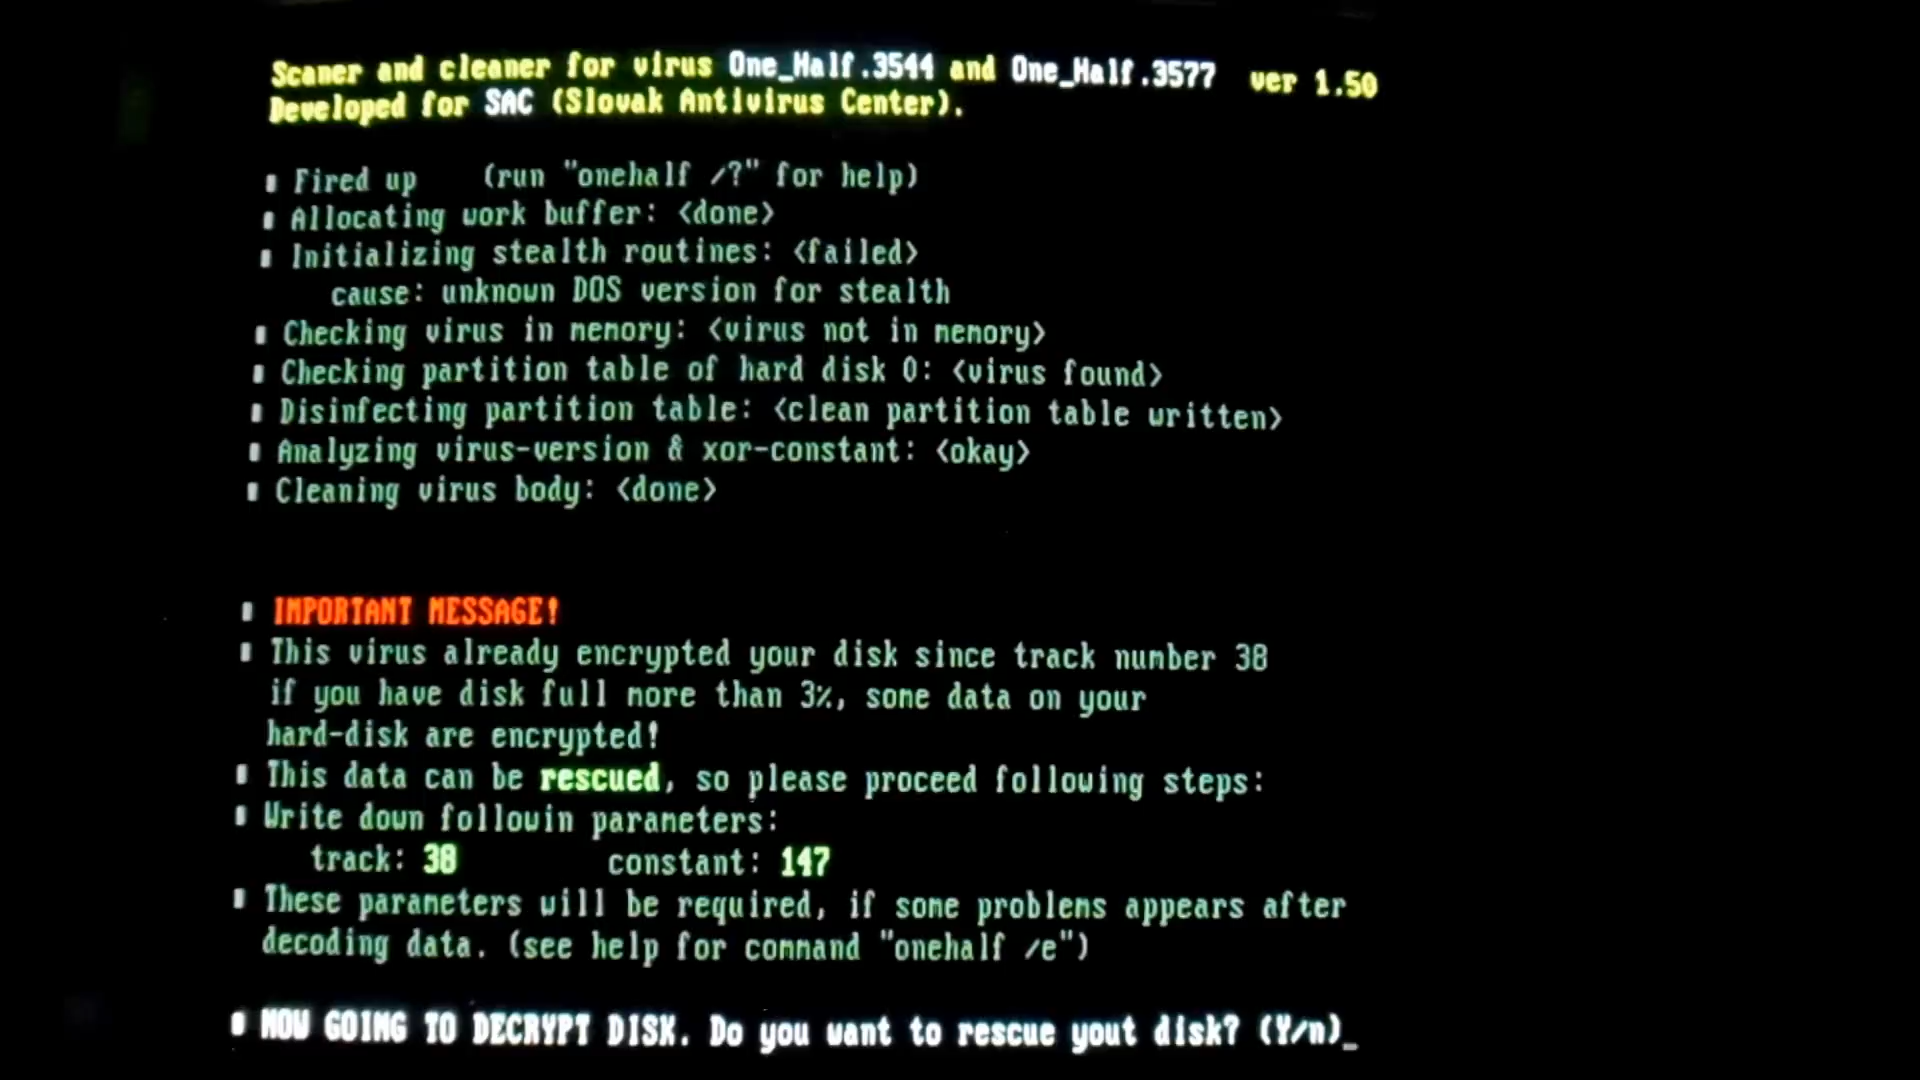 Scaner and cleaner for virus One_Half.3544 and One_Half.3577 ver 1.50
Developed for SAC (Slovak Antivirus Center).
Fired up (run "onehalf /?" for help)
Allocating work buffer: <done>
Initializing stealth routines: <failed>
cause: unknown DOS version for stealth
Checking virus in memory: <virus not in memory>
Checking partition table of hard disk 0: <virus found>
Disinfecting partition table: <clean partition table written>
Analyzing virus-version & xor-constant: <okay>
Cleaning virus body: <done>
IMPORTANT MESSAGE!
This virus already encrypted your disk since track number 38
if you have disk full more than 3%, some data on your
hard-disk are encrypted!
This data can be rescued, so please proceed following steps:
Write down followin parameters:
track: 38 constant: 147
These parameters will be required, if some problems appears after
decoding data. (see help for command "onehalf /e")
NOW GOING TO DECRYPT DISK. Do you want to rescue yout disk? (Y/n)_